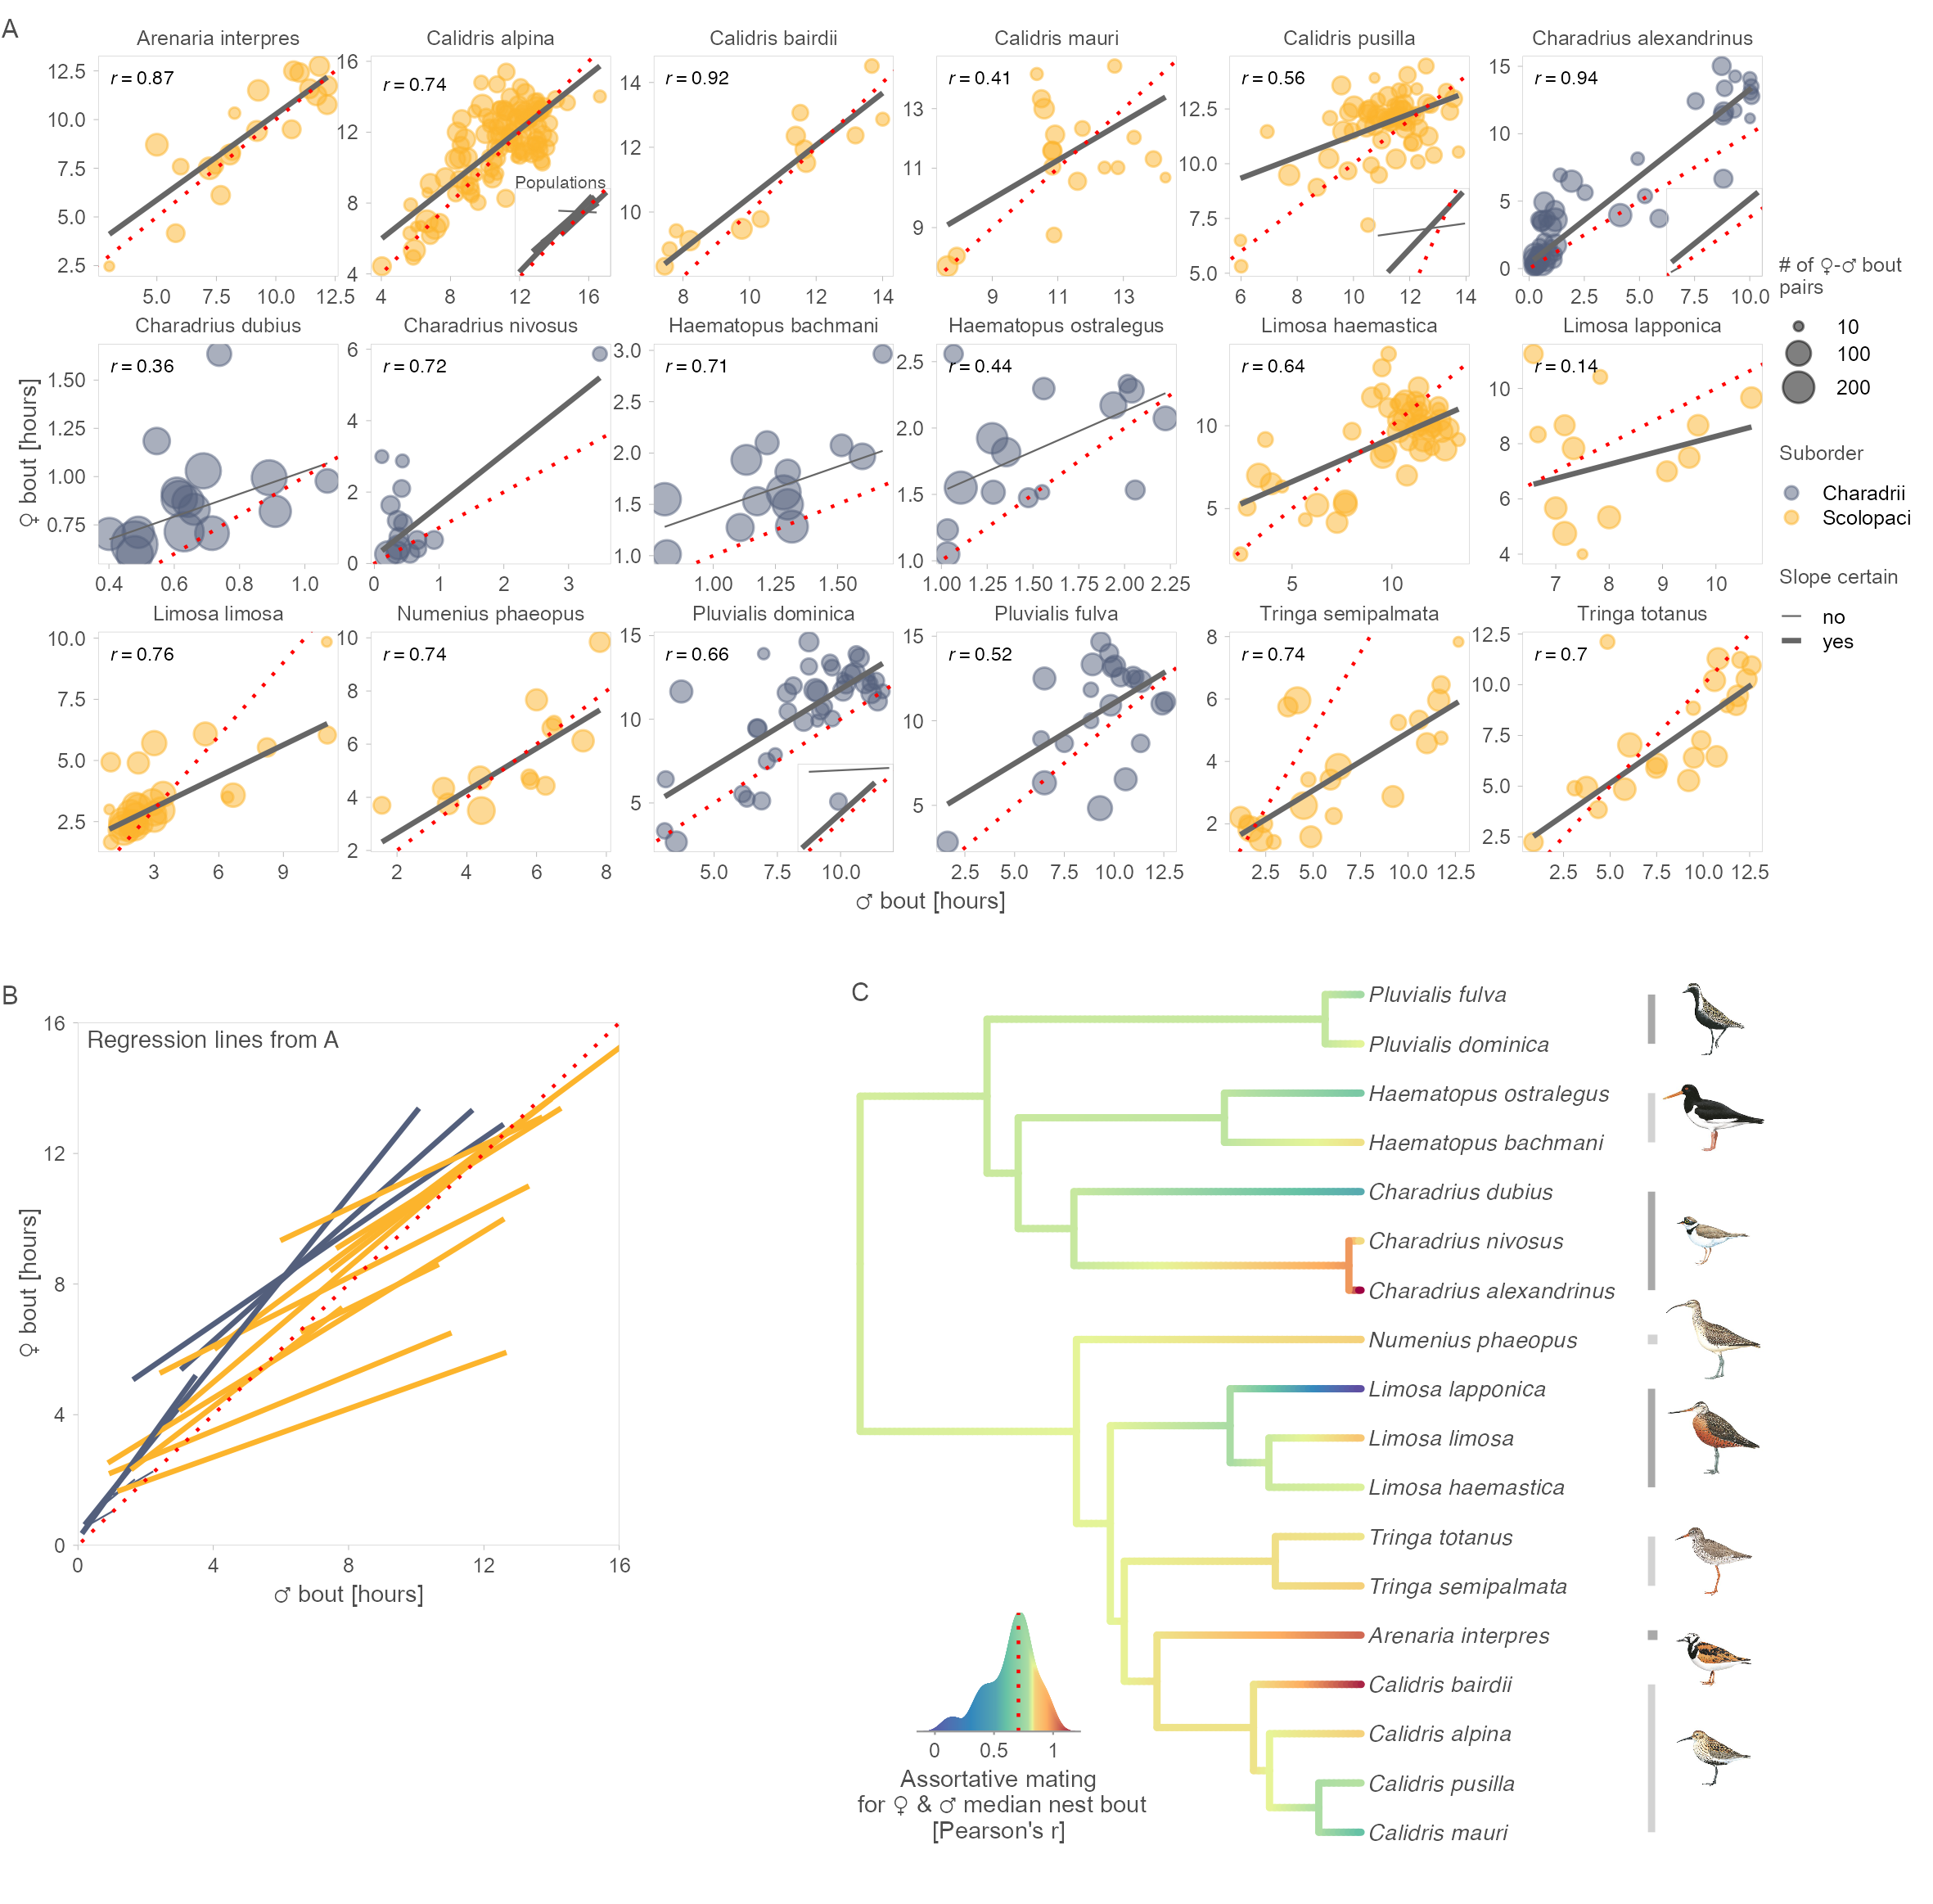 A
Arenaria interpres
Calidris alpina
Calidris bairdii
Calidris mauri
Calidris pusilla
Charadrius alexandrinus
r = 0.87
r = 0.74
r = 0.92
r = 0.41
r = 0.56
r = 0.94
12.5
10.0
7.5
5.0
2.5
5.0 7.5 10.0 12.5
16
12
8
4
4 8 12 16
Populations
14
12
10
8 10 12 14
13
11
9
9 11 13
12.5
10.0
7.5
5.0
6 8 10 12 14
15
10
5
0
0.0 2.5 5.0 7.5 10.0
Charadrius dubius
Charadrius nivosus
Haematopus bachmani
Haematopus ostralegus
Limosa haemastica
Limosa lapponica
r = 0.36
r = 0.72
r = 0.71
r = 0.44
r = 0.64
r = 0.14
1.50
1.25
1.00
0.75
0.4 0.6 0.8 1.0
6
4
2
0
0 1 2 3
3.0
2.5
2.0
1.5
1.0
1.00 1.25 1.50
2.5
2.0
1.5
1.0
1.00 1.25 1.50 1.75 2.00 2.25
10
5
5 10
10
8
6
4
7 8 9 10
Limosa limosa
Numenius phaeopus
Pluvialis dominica
Pluvialis fulva
Tringa semipalmata
Tringa totanus
r = 0.76
r = 0.74
r = 0.66
r = 0.52
r = 0.74
r = 0.7
10.0
7.5
5.0
2.5
3 6 9
10
8
6
4
2
2 4 6 8
15
10
5
5.0 7.5 10.0
15
10
5
2.5 5.0 7.5 10.0 12.5
8
6
4
2
2.5 5.0 7.5 10.0 12.5
12.5
10.0
7.5
5.0
2.5
2.5 5.0 7.5 10.0 12.5
♀ bout [hours]
♂ bout [hours]
# of ♀-♂ bout
pairs
10
100
200
Suborder
Charadrii
Scolopaci
Slope certain
no
yes
B
Regression lines from A
16
12
8
4
0
0 4 8 12 16
♀ bout [hours]
♂ bout [hours]
C
Pluvialis fulva
Pluvialis dominica
Haematopus ostralegus
Haematopus bachmani
Charadrius dubius
Charadrius nivosus
Charadrius alexandrinus
Numenius phaeopus
Limosa lapponica
Limosa limosa
Limosa haemastica
Tringa totanus
Tringa semipalmata
Arenaria interpres
Calidris bairdii
Calidris alpina
Calidris pusilla
Calidris mauri
0 0.5 1
Assortative mating
for ♀ & ♂ median nest bout
[Pearson's r]